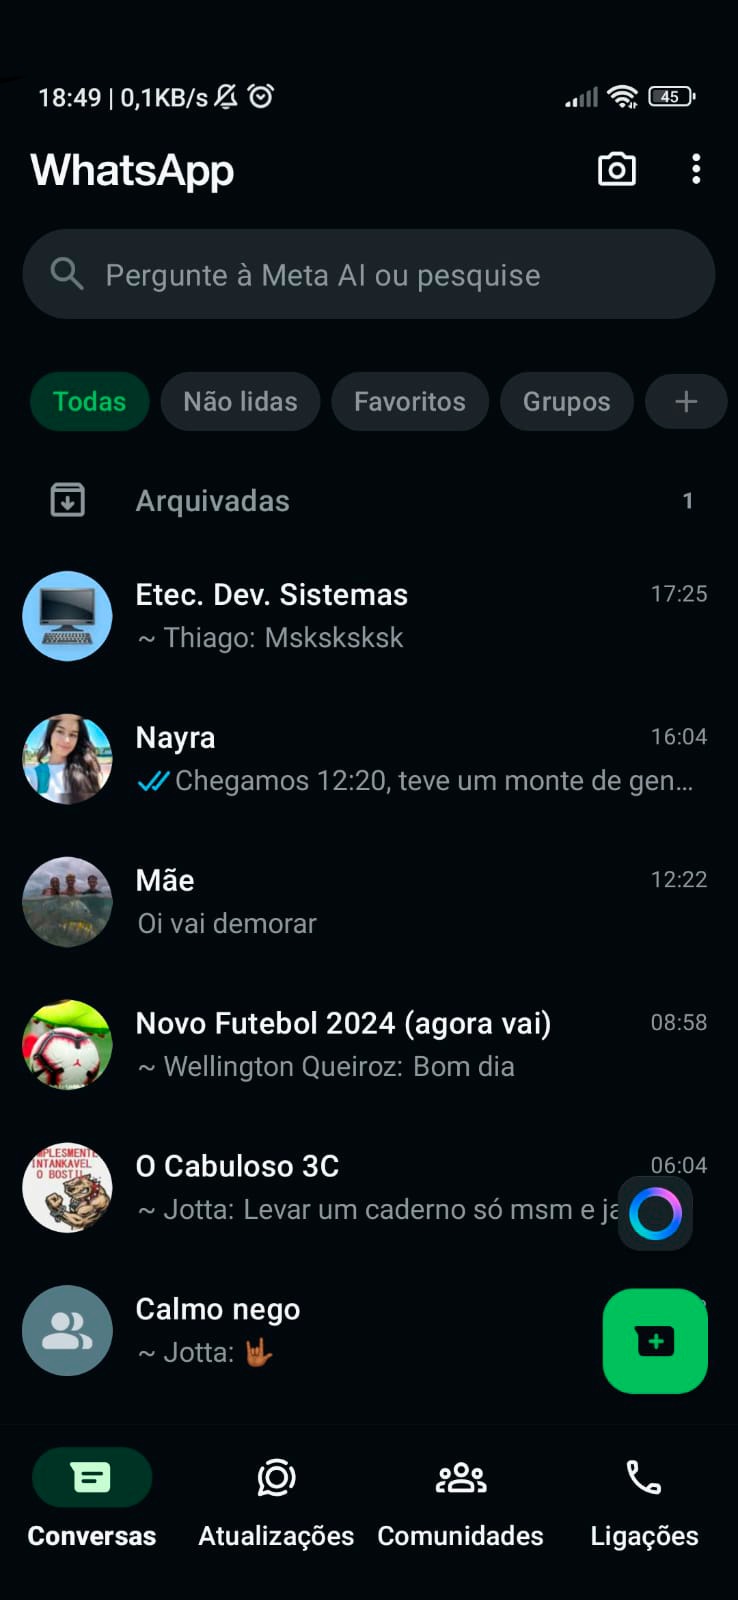 18:49 | 0,1KB/s
45
WhatsApp
Pergunte à Meta AI ou pesquise
Todas
Não lidas
Favoritos
Grupos
+
Arquivadas
1
Etec. Dev. Sistemas
17:25
~ Thiago: Msksksksk
Nayra
16:04
Chegamos 12:20, teve um monte de gen...
Mãe
12:22
Oi vai demorar
Novo Futebol 2024 (agora vai)
08:58
~ Wellington Queiroz: Bom dia
INTANKAVEL
O BOSTIL
O Cabuloso 3C
06:04
~ Jotta: Levar um caderno só msm e ja
Calmo nego
~ Jotta: 🤟🏾
Conversas
Atualizações
Comunidades
Ligações